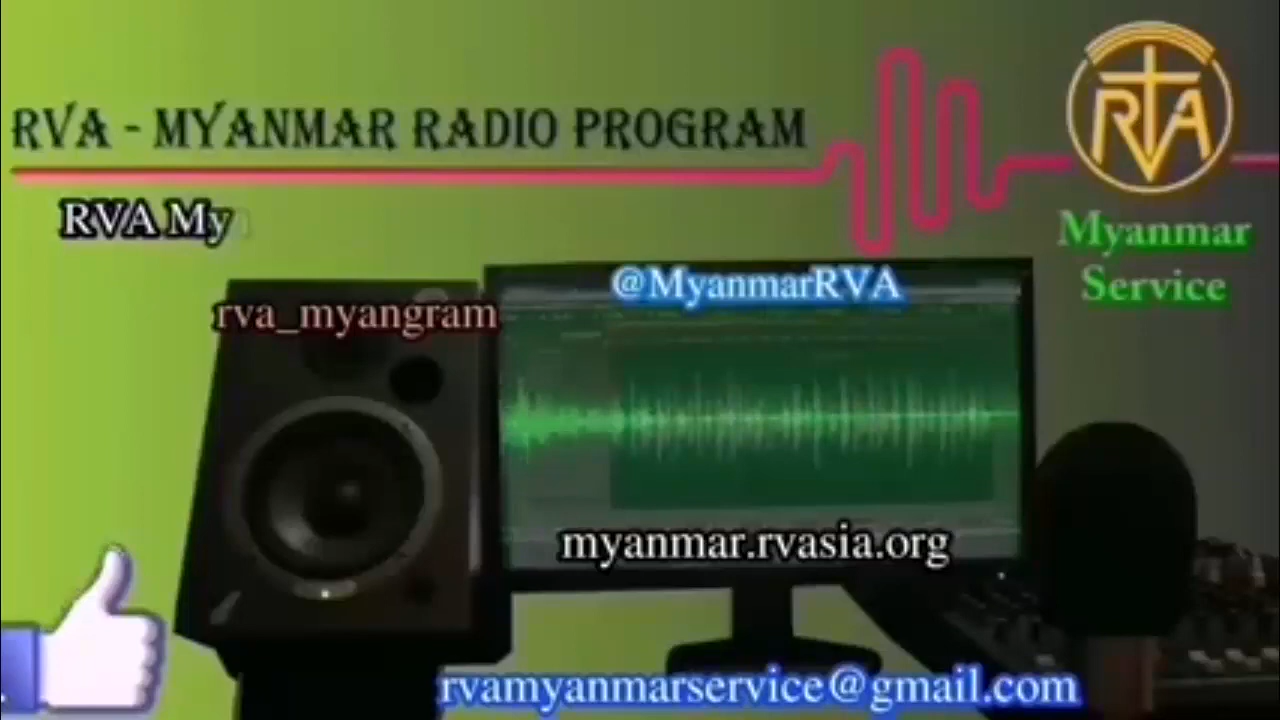 RVA - MYANMAR RADIO PROGRAM
RVA
Myanmar
Service
RVA My
@MyanmarRVA
rva_myangram
myanmar.rvasia.org
rvamyanmarservice@gmail.com